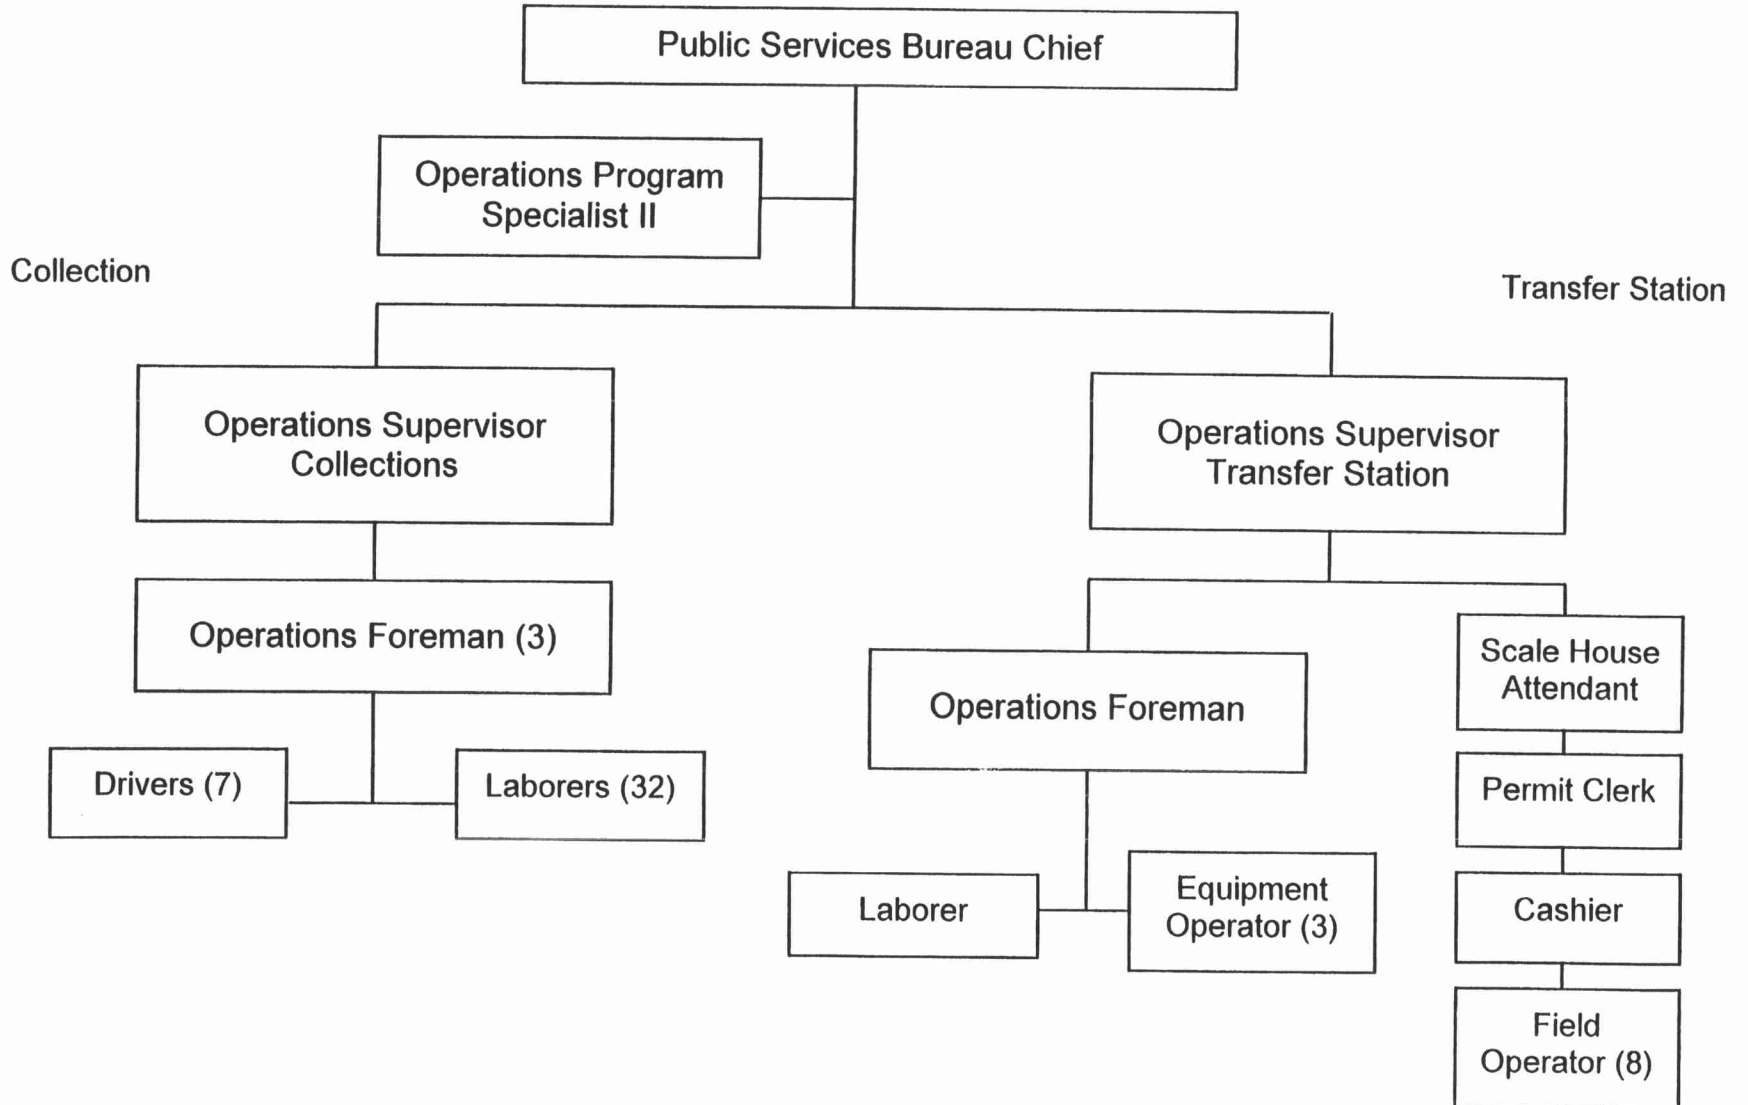 Public Services Bureau Chief
Operations Program
Specialist II
Collection
Transfer Station
Operations Supervisor
Collections
Operations Supervisor
Transfer Station
Operations Foreman (3)
Drivers (7)
Laborers (32)
Operations Foreman
Laborer
Equipment
Operator (3)
Scale House
Attendant
Permit Clerk
Cashier
Field
Operator (8)